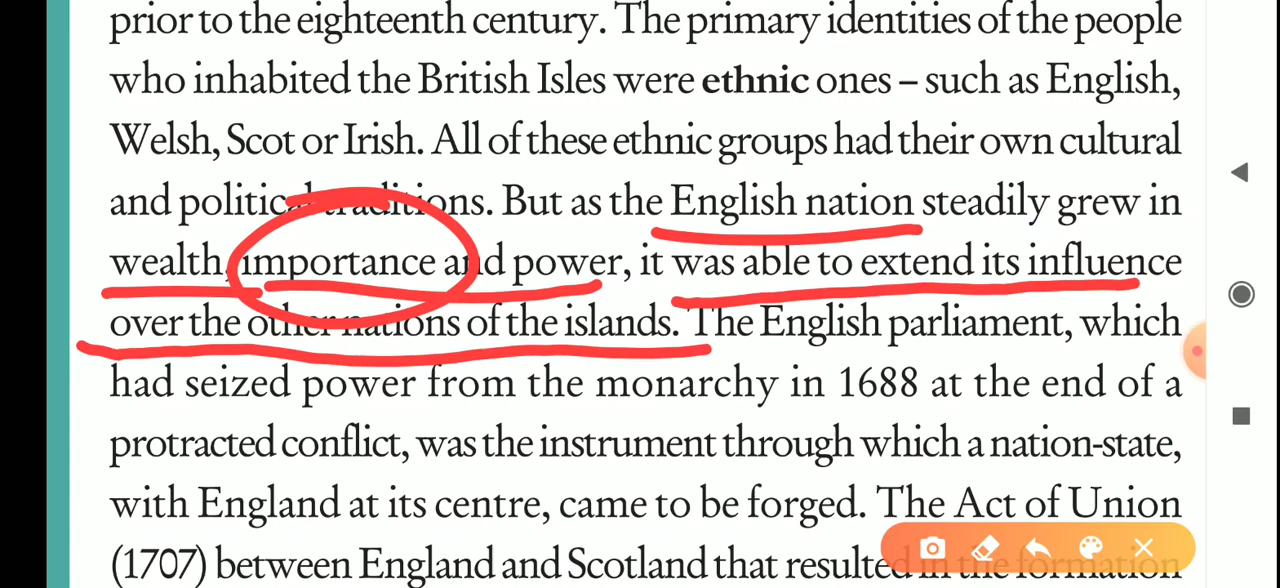 prior to the eighteenth century. The primary identities of the people
who inhabited the British Isles were ethnic ones – such as English,
Welsh, Scot or Irish. All of these ethnic groups had their own cultural
and political traditions. But as the English nation steadily grew in
wealth, importance and power, it was able to extend its influence
over the other nations of the islands. The English parliament, which
had seized power from the monarchy in 1688 at the end of a
protracted conflict, was the instrument through which a nation-state,
with England at its centre, came to be forged. The Act of Union
(1707) between England and Scotland that resulted in the formation